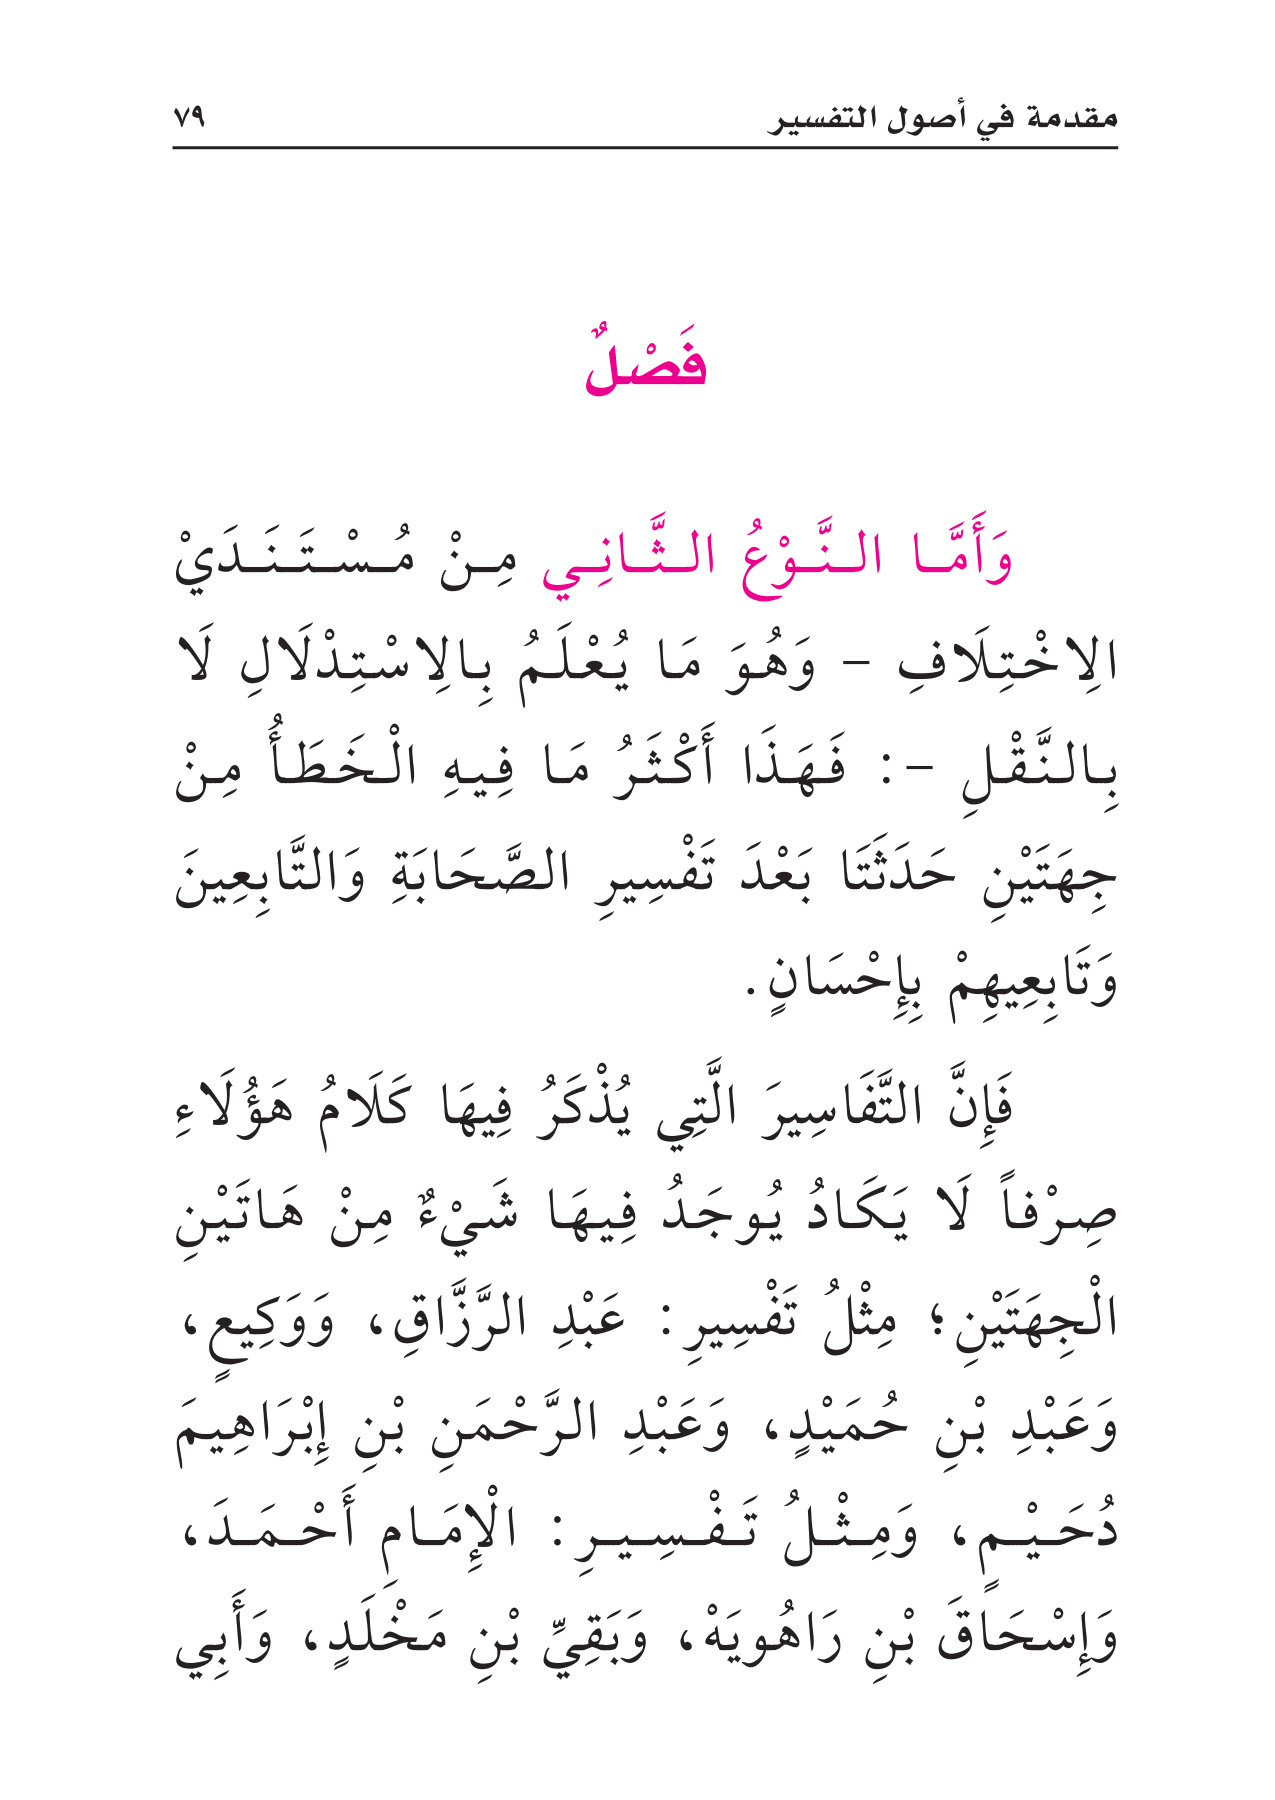 مقدمة في أصول التفسير ٧٩
فَصْلٌ
وَأَمَّا النَّوْعُ الثَّانِي مِنْ مُسْتَنَدَيْ
الِاخْتِلَافِ - وَهُوَ مَا يُعْلَمُ بِالِاسْتِدْلَالِ لَا
بِالنَّقْلِ -: فَهَذَا أَكْثَرُ مَا فِيهِ الْخَطَأُ مِنْ
جِهَتَيْنِ حَدَثَتَا بَعْدَ تَفْسِيرِ الصَّحَابَةِ وَالتَّابِعِينَ
وَتَابِعِيهِمْ بِإِحْسَانٍ.
فَإِنَّ التَّفَاسِيرَ الَّتِي يُذْكَرُ فِيهَا كَلَامُ هَؤُلَاءِ
صِرْفاً لَا يَكَادُ يُوجَدُ فِيهَا شَيْءٌ مِنْ هَاتَيْنِ
الْجِهَتَيْنِ؛ مِثْلُ تَفْسِيرِ: عَبْدِ الرَّزَّاقِ، وَوَكِيعٍ،
وَعَبْدِ بْنِ حُمَيْدٍ، وَعَبْدِ الرَّحْمَنِ بْنِ إِبْرَاهِيمَ
دُحَيْمٍ، وَمِثْلُ تَفْسِيرِ: الْإِمَامِ أَحْمَدَ،
وَإِسْحَاقَ بْنِ رَاهُويَهْ، وَبَقِيِّ بْنِ مَخْلَدٍ، وَأَبِي